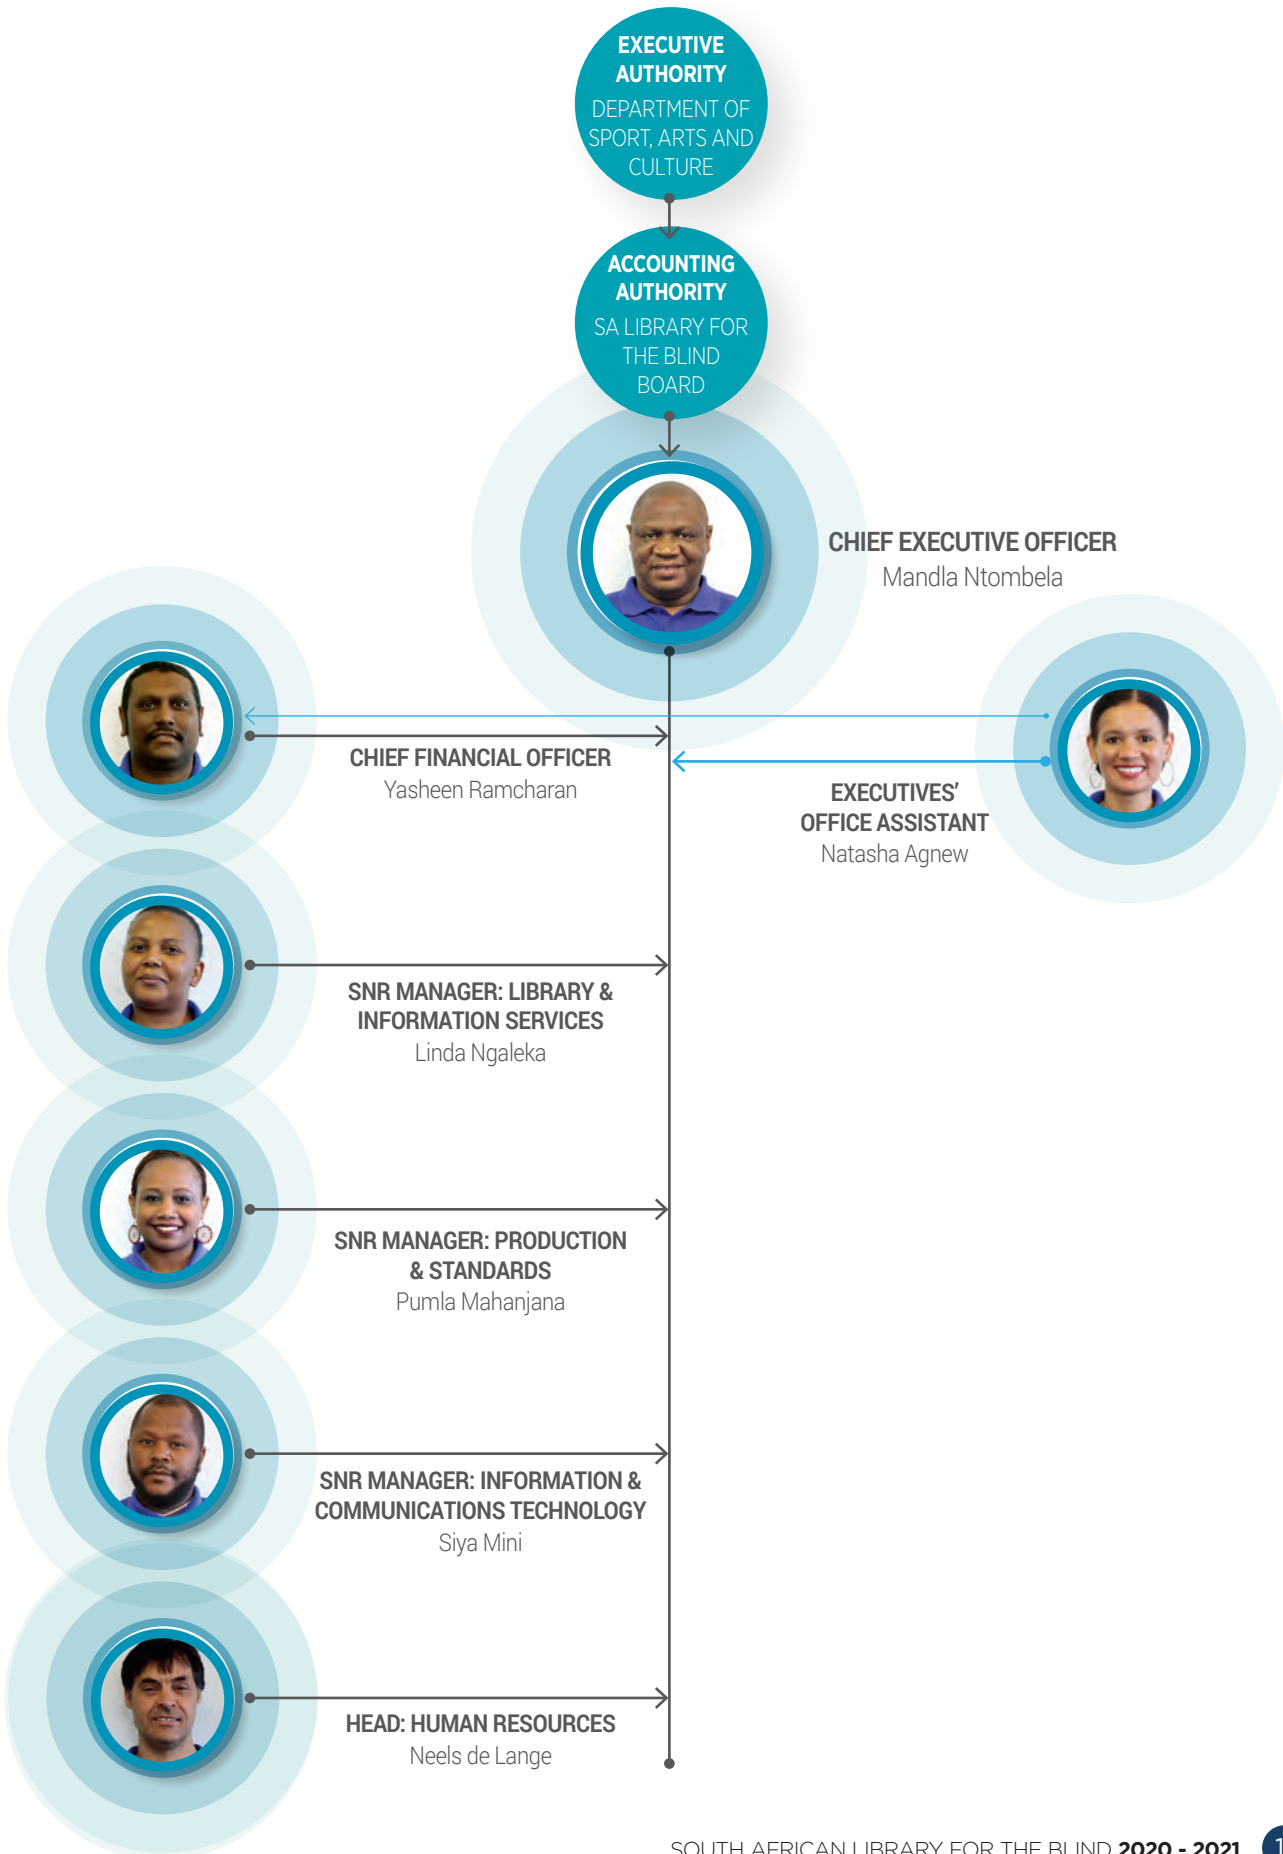 EXECUTIVE
AUTHORITY
DEPARTMENT OF
SPORT, ARTS AND
CULTURE
ACCOUNTING
AUTHORITY
SA LIBRARY FOR
THE BLIND
BOARD
CHIEF EXECUTIVE OFFICER
Mandla Ntombela
CHIEF FINANCIAL OFFICER
Yasheen Ramcharan
EXECUTIVES’
OFFICE ASSISTANT
Natasha Agnew
SNR MANAGER: LIBRARY &
INFORMATION SERVICES
Linda Ngaleka
SNR MANAGER: PRODUCTION
& STANDARDS
Pumla Mahanjana
SNR MANAGER: INFORMATION &
COMMUNICATIONS TECHNOLOGY
Siya Mini
HEAD: HUMAN RESOURCES
Neels de Lange
SOUTH AFRICAN LIBRARY FOR THE BLIND 2020 - 2021